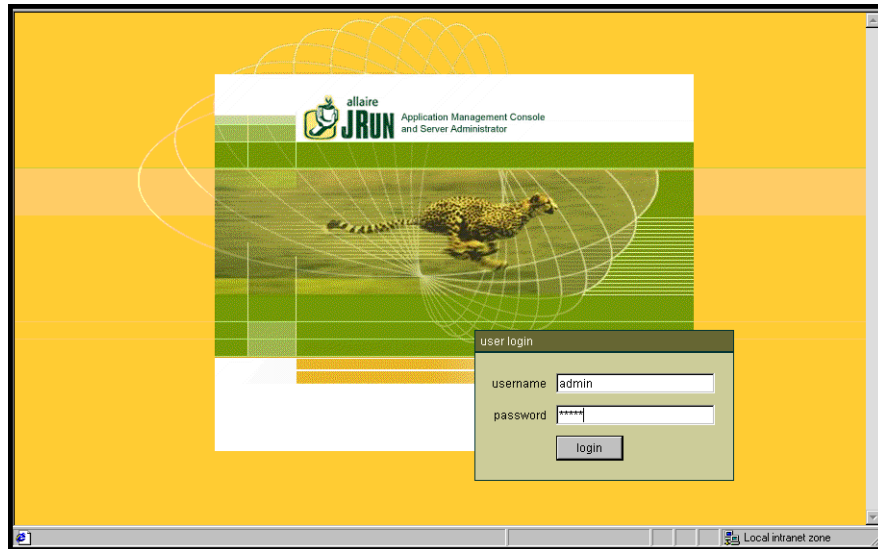 allaire
JRUN
Application Management Console
and Server Administrator
user login
username admin
password *****
login
Local intranet zone